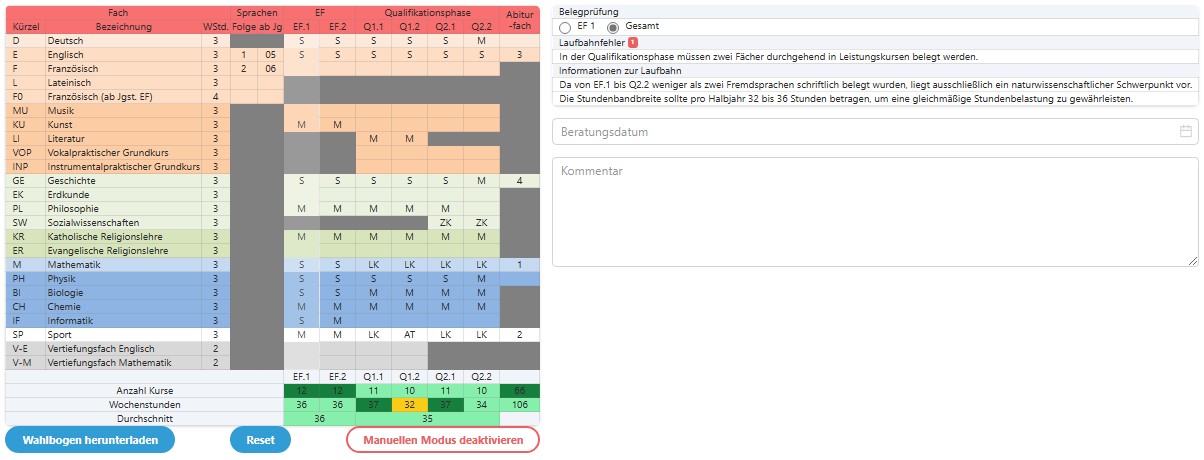 Fach Sprachen EF Qualifikationsphase Abitur
Kürzel Bezeichnung WStd. Folge ab Jg. EF.1 EF.2 Q1.1 Q1.2 Q2.1 Q2.2 -fach
D Deutsch 3 S S S S S M
E Englisch 3 1 05 S S S S S S 3
F Französisch 3 2 06
L Lateinisch 3
F0 Französisch (ab Jgst. EF) 4
MU Musik 3
KU Kunst 3 M M
LI Literatur 3 M M
VOP Vokalpraktischer Grundkurs 3
INP Instrumentalpraktischer Grundkurs 3
GE Geschichte 3 S S S S S M 4
EK Erdkunde 3
PL Philosophie 3 M M M M M
SW Sozialwissenschaften 3 ZK ZK
KR Katholische Religionslehre 3 M M M M M M
ER Evangelische Religionslehre 3
M Mathematik 3 S S LK LK LK LK 1
PH Physik 3 S S S S S M
BI Biologie 3 S S M M M M
CH Chemie 3 M M M M M M
IF Informatik 3 S M
SP Sport 3 M M LK AT LK LK 2
V-E Vertiefungsfach Englisch 2
V-M Vertiefungsfach Mathematik 2
EF.1 EF.2 Q1.1 Q1.2 Q2.1 Q2.2
Anzahl Kurse 12 12 11 10 11 10 66
Wochenstunden 36 36 37 32 37 34 106
Durchschnitt 36 35
Wahlbogen herunterladen Reset Manuellen Modus deaktivieren
Belegprüfung
EF 1 Gesamt
Laufbahnfehler 1
In der Qualifikationsphase müssen zwei Fächer durchgehend in Leistungskursen belegt werden.
Informationen zur Laufbahn
Da von EF.1 bis Q2.2 weniger als zwei Fremdsprachen schriftlich belegt wurden, liegt ausschließlich ein naturwissenschaftlicher Schwerpunkt vor.
Die Stundenbandbreite sollte pro Halbjahr 32 bis 36 Stunden betragen, um eine gleichmäßige Stundenbelastung zu gewährleisten.
Beratungsdatum
Kommentar